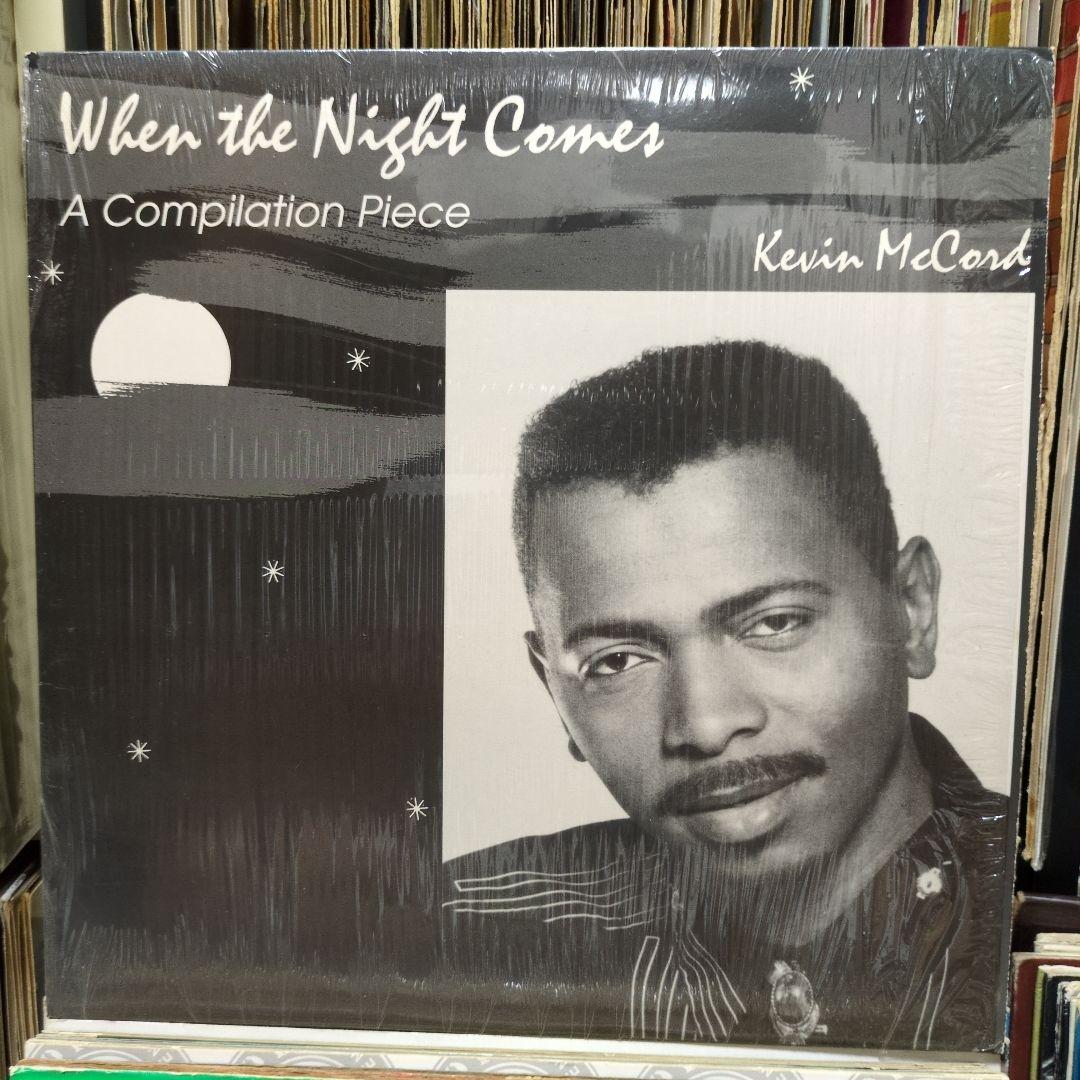 When the Night Comes
A Compilation Piece
Kevin McCord